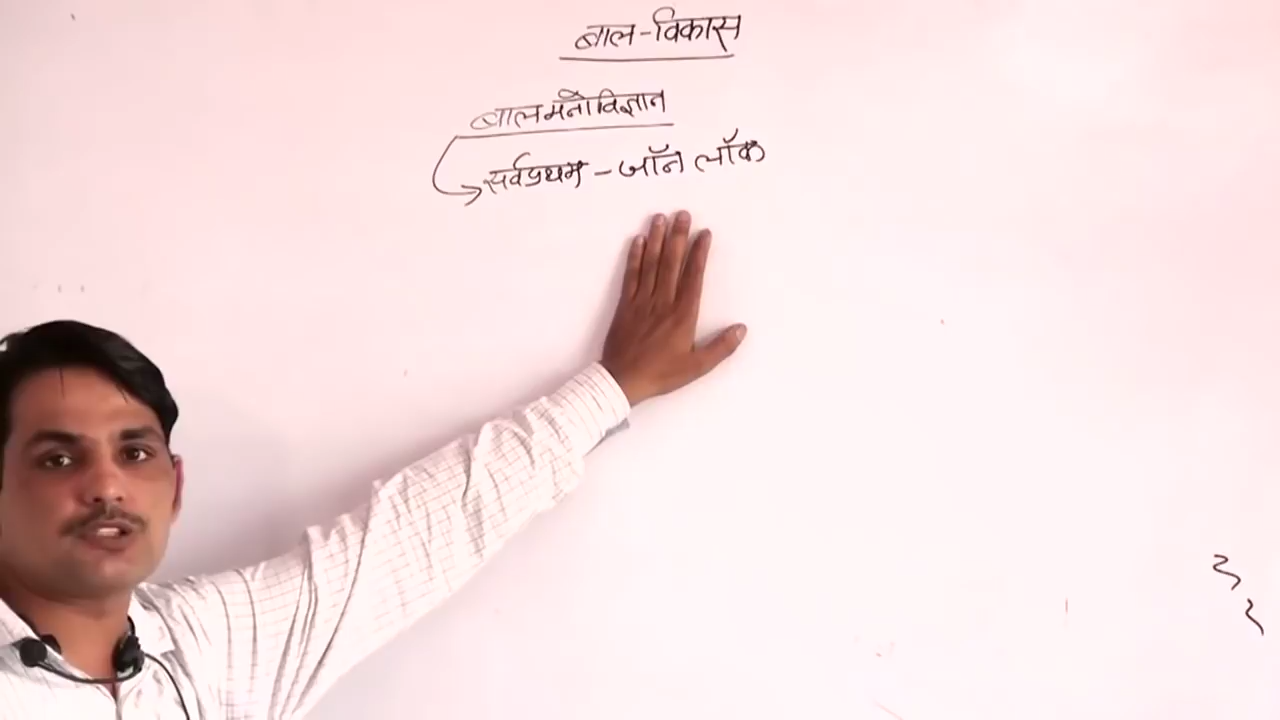 बाल-विकास
बालमनोविज्ञान
सर्वप्रथम - जॉन लॉक